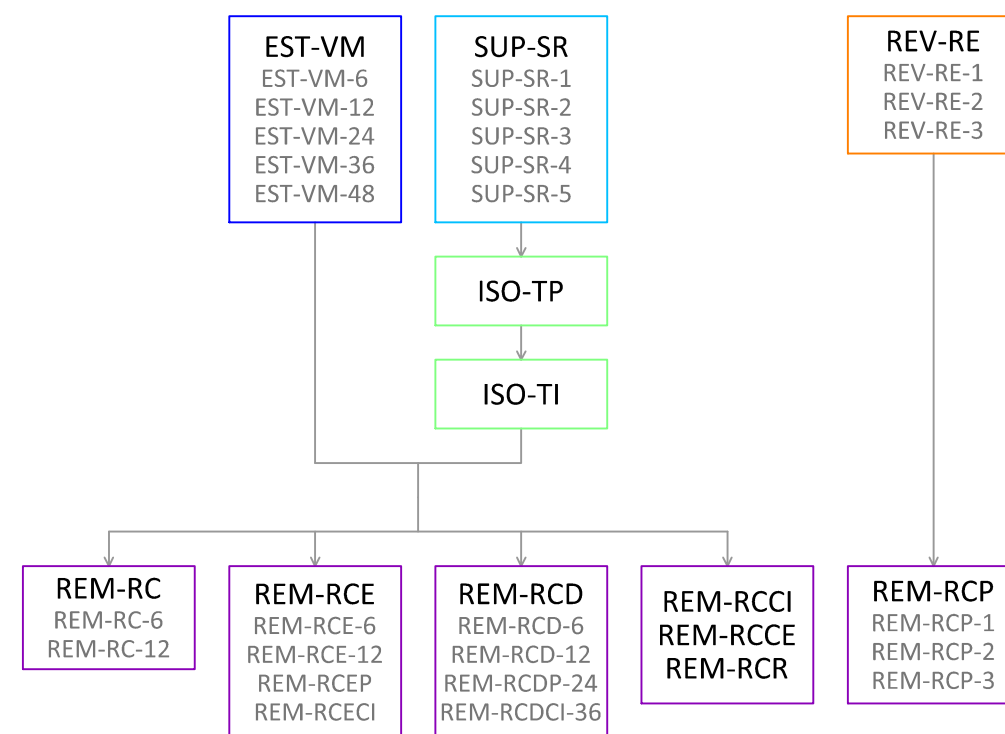 EST-VM
EST-VM-6
EST-VM-12
EST-VM-24
EST-VM-36
EST-VM-48
SUP-SR
SUP-SR-1
SUP-SR-2
SUP-SR-3
SUP-SR-4
SUP-SR-5
REV-RE
REV-RE-1
REV-RE-2
REV-RE-3
ISO-TP
ISO-TI
REM-RC
REM-RC-6
REM-RC-12
REM-RCE
REM-RCE-6
REM-RCE-12
REM-RCEP
REM-RCECI
REM-RCD
REM-RCD-6
REM-RCD-12
REM-RCDP-24
REM-RCDCI-36
REM-RCCI
REM-RCCE
REM-RCR
REM-RCP
REM-RCP-1
REM-RCP-2
REM-RCP-3